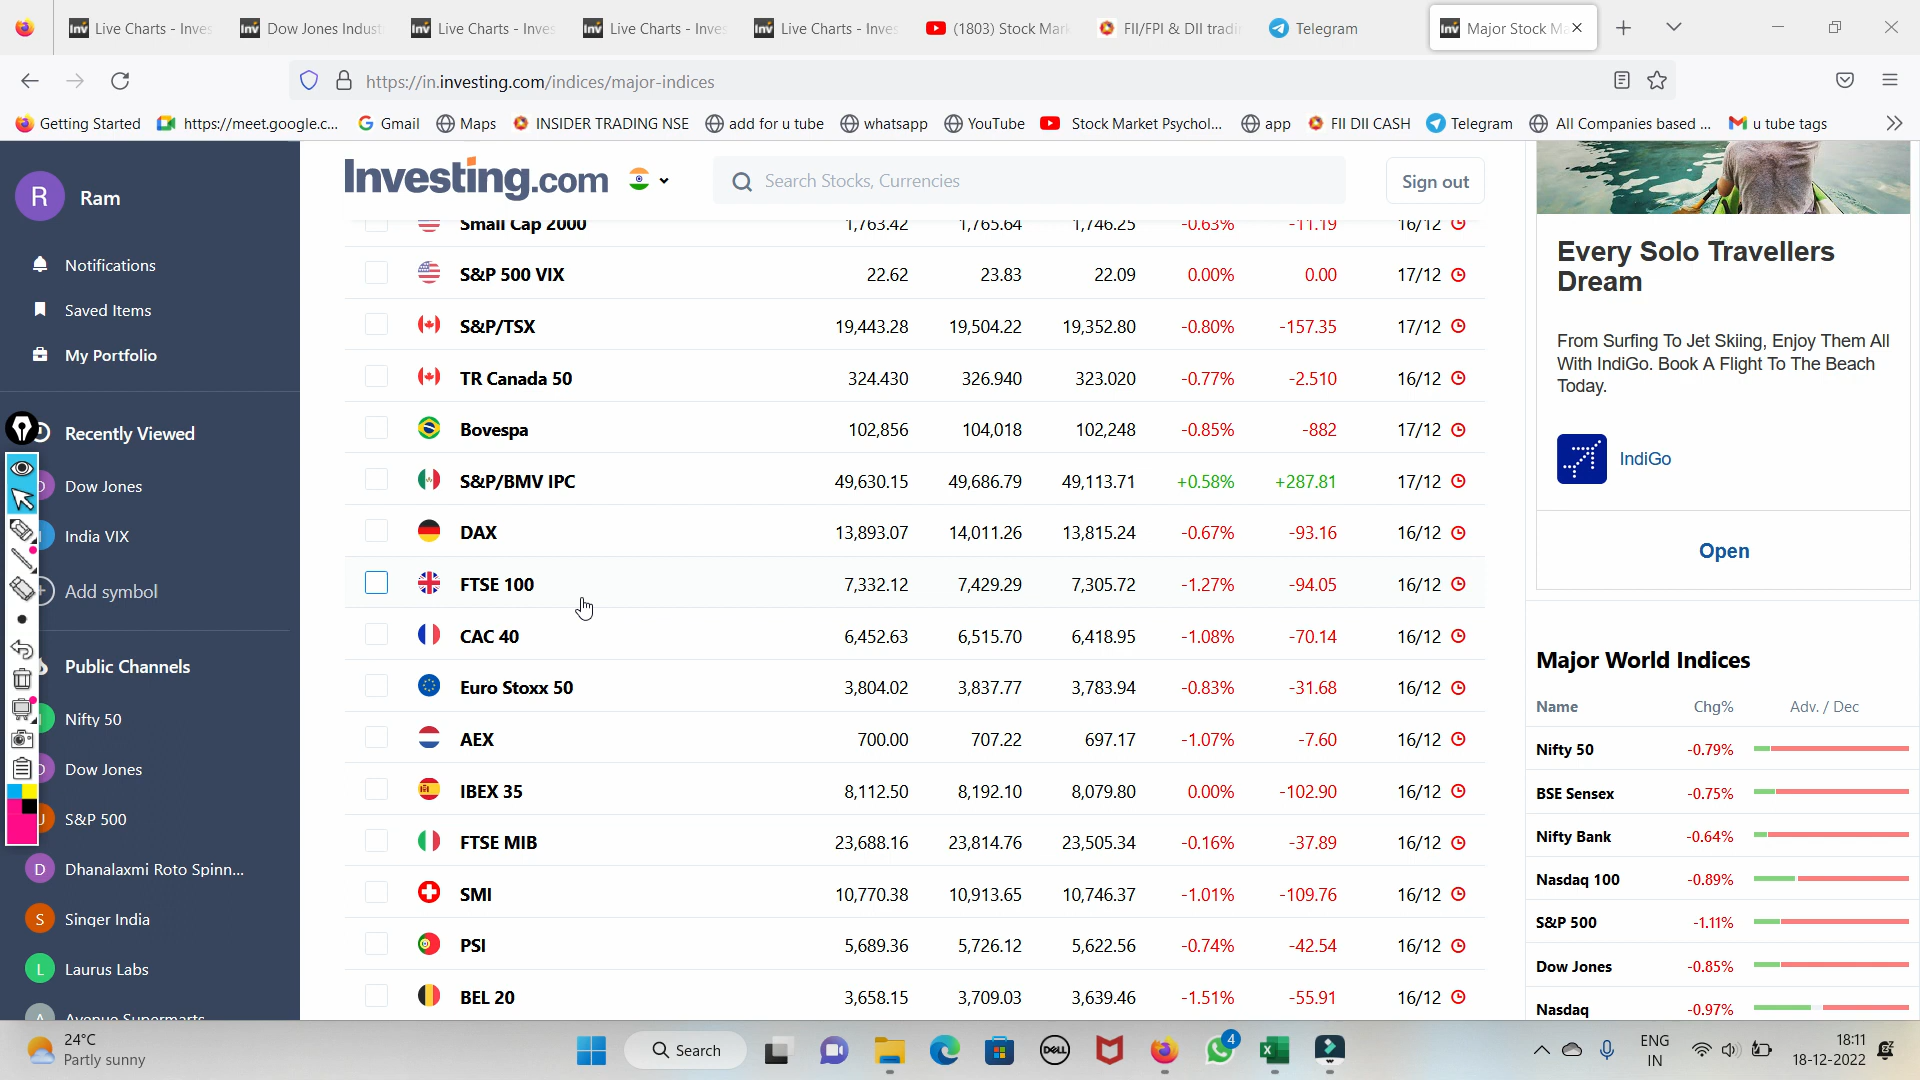 Live Charts - Inves
Dow Jones Indust
Live Charts - Inves
Live Charts - Inves
Live Charts - Inves
(1803) Stock Mark
FII/FPI & DII tradi
Telegram
Major Stock Ma
https://in.investing.com/indices/major-indices
Getting Started
https://meet.google.c...
Gmail
Maps
INSIDER TRADING NSE
add for u tube
whatsapp
YouTube
Stock Market Psychol...
app
FII DII CASH
Telegram
All Companies based ...
u tube tags
R Ram
Notifications
Saved Items
My Portfolio
Recently Viewed
Dow Jones
India VIX
Add symbol
Public Channels
Nifty 50
Dow Jones
S&P 500
D Dhanalaxmi Roto Spinn...
S Singer India
L Laurus Labs
A Avenue Supermarts
Investing.com
Search Stocks, Currencies
Sign out
Small Cap 2000 1,763.42 1,765.64 1,746.25 -0.63% -11.19 16/12
S&P 500 VIX 22.62 23.83 22.09 0.00% 0.00 17/12
S&P/TSX 19,443.28 19,504.22 19,352.80 -0.80% -157.35 17/12
TR Canada 50 324.430 326.940 323.020 -0.77% -2.510 16/12
Bovespa 102,856 104,018 102,248 -0.85% -882 17/12
S&P/BMV IPC 49,630.15 49,686.79 49,113.71 +0.58% +287.81 17/12
DAX 13,893.07 14,011.26 13,815.24 -0.67% -93.16 16/12
FTSE 100 7,332.12 7,429.29 7,305.72 -1.27% -94.05 16/12
CAC 40 6,452.63 6,515.70 6,418.95 -1.08% -70.14 16/12
Euro Stoxx 50 3,804.02 3,837.77 3,783.94 -0.83% -31.68 16/12
AEX 700.00 707.22 697.17 -1.07% -7.60 16/12
IBEX 35 8,112.50 8,192.10 8,079.80 0.00% -102.90 16/12
FTSE MIB 23,688.16 23,814.76 23,505.34 -0.16% -37.89 16/12
SMI 10,770.38 10,913.65 10,746.37 -1.01% -109.76 16/12
PSI 5,689.36 5,726.12 5,622.56 -0.74% -42.54 16/12
BEL 20 3,658.15 3,709.03 3,639.46 -1.51% -55.91 16/12
Every Solo Travellers
Dream
From Surfing To Jet Skiing, Enjoy Them All
With IndiGo. Book A Flight To The Beach
Today.
IndiGo
Open
Major World Indices
Name Chg% Adv. / Dec
Nifty 50 -0.79%
BSE Sensex -0.75%
Nifty Bank -0.64%
Nasdaq 100 -0.89%
S&P 500 -1.11%
Dow Jones -0.85%
Nasdaq -0.97%
24°C
Partly sunny
Search
DELL
4
ENG
IN
18:11
18-12-2022